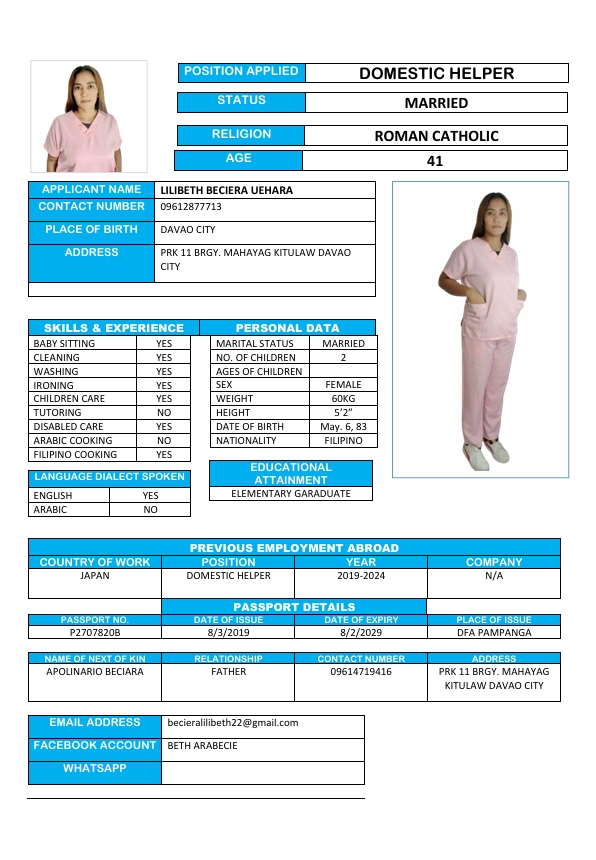 POSITION APPLIED DOMESTIC HELPER
STATUS MARRIED
RELIGION ROMAN CATHOLIC
AGE 41
APPLICANT NAME LILIBETH BECIERA UEHARA
CONTACT NUMBER 09612877713
PLACE OF BIRTH DAVAO CITY
ADDRESS PRK 11 BRGY. MAHAYAG KITULAW DAVAO
CITY
SKILLS & EXPERIENCE PERSONAL DATA
BABY SITTING YES MARITAL STATUS MARRIED
CLEANING YES NO. OF CHILDREN 2
WASHING YES AGES OF CHILDREN
IRONING YES SEX FEMALE
CHILDREN CARE YES WEIGHT 60KG
TUTORING NO HEIGHT 5’2”
DISABLED CARE YES DATE OF BIRTH May. 6, 83
ARABIC COOKING NO NATIONALITY FILIPINO
FILIPINO COOKING YES
LANGUAGE DIALECT SPOKEN
ENGLISH YES
ARABIC NO
EDUCATIONAL
ATTAINMENT
ELEMENTARY GARADUATE
PREVIOUS EMPLOYMENT ABROAD
COUNTRY OF WORK POSITION YEAR COMPANY
JAPAN DOMESTIC HELPER 2019-2024 N/A
PASSPORT DETAILS
PASSPORT NO. DATE OF ISSUE DATE OF EXPIRY PLACE OF ISSUE
P2707820B 8/3/2019 8/2/2029 DFA PAMPANGA
NAME OF NEXT OF KIN RELATIONSHIP CONTACT NUMBER ADDRESS
APOLINARIO BECIARA FATHER 09614719416 PRK 11 BRGY. MAHAYAG
KITULAW DAVAO CITY
EMAIL ADDRESS becieralilibeth22@gmail.com
FACEBOOK ACCOUNT BETH ARABECIE
WHATSAPP